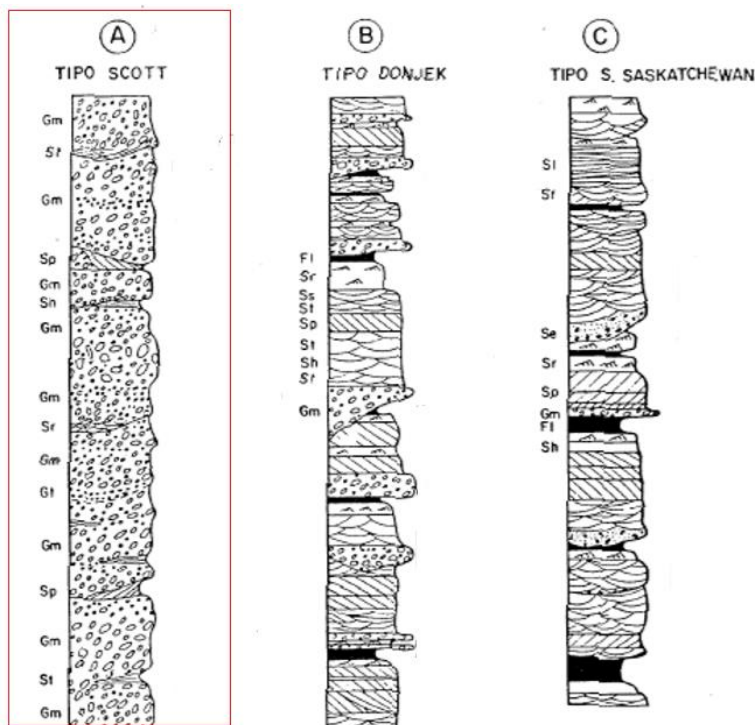 A
TIPO SCOTT
Gm
St
Gm
Sp
Gm
Sh
Gm
Gm
Sr
Gm
Gt
Gm
Sp
Gm
St
Gm
B
TIPO DONJEK
Fl
Sr
Ss
St
Sp
St
Sh
St
Gm
C
TIPO S. SASKATCHEWAN
Sl
St
Se
Sr
Sp
Gm
Fl
Sh